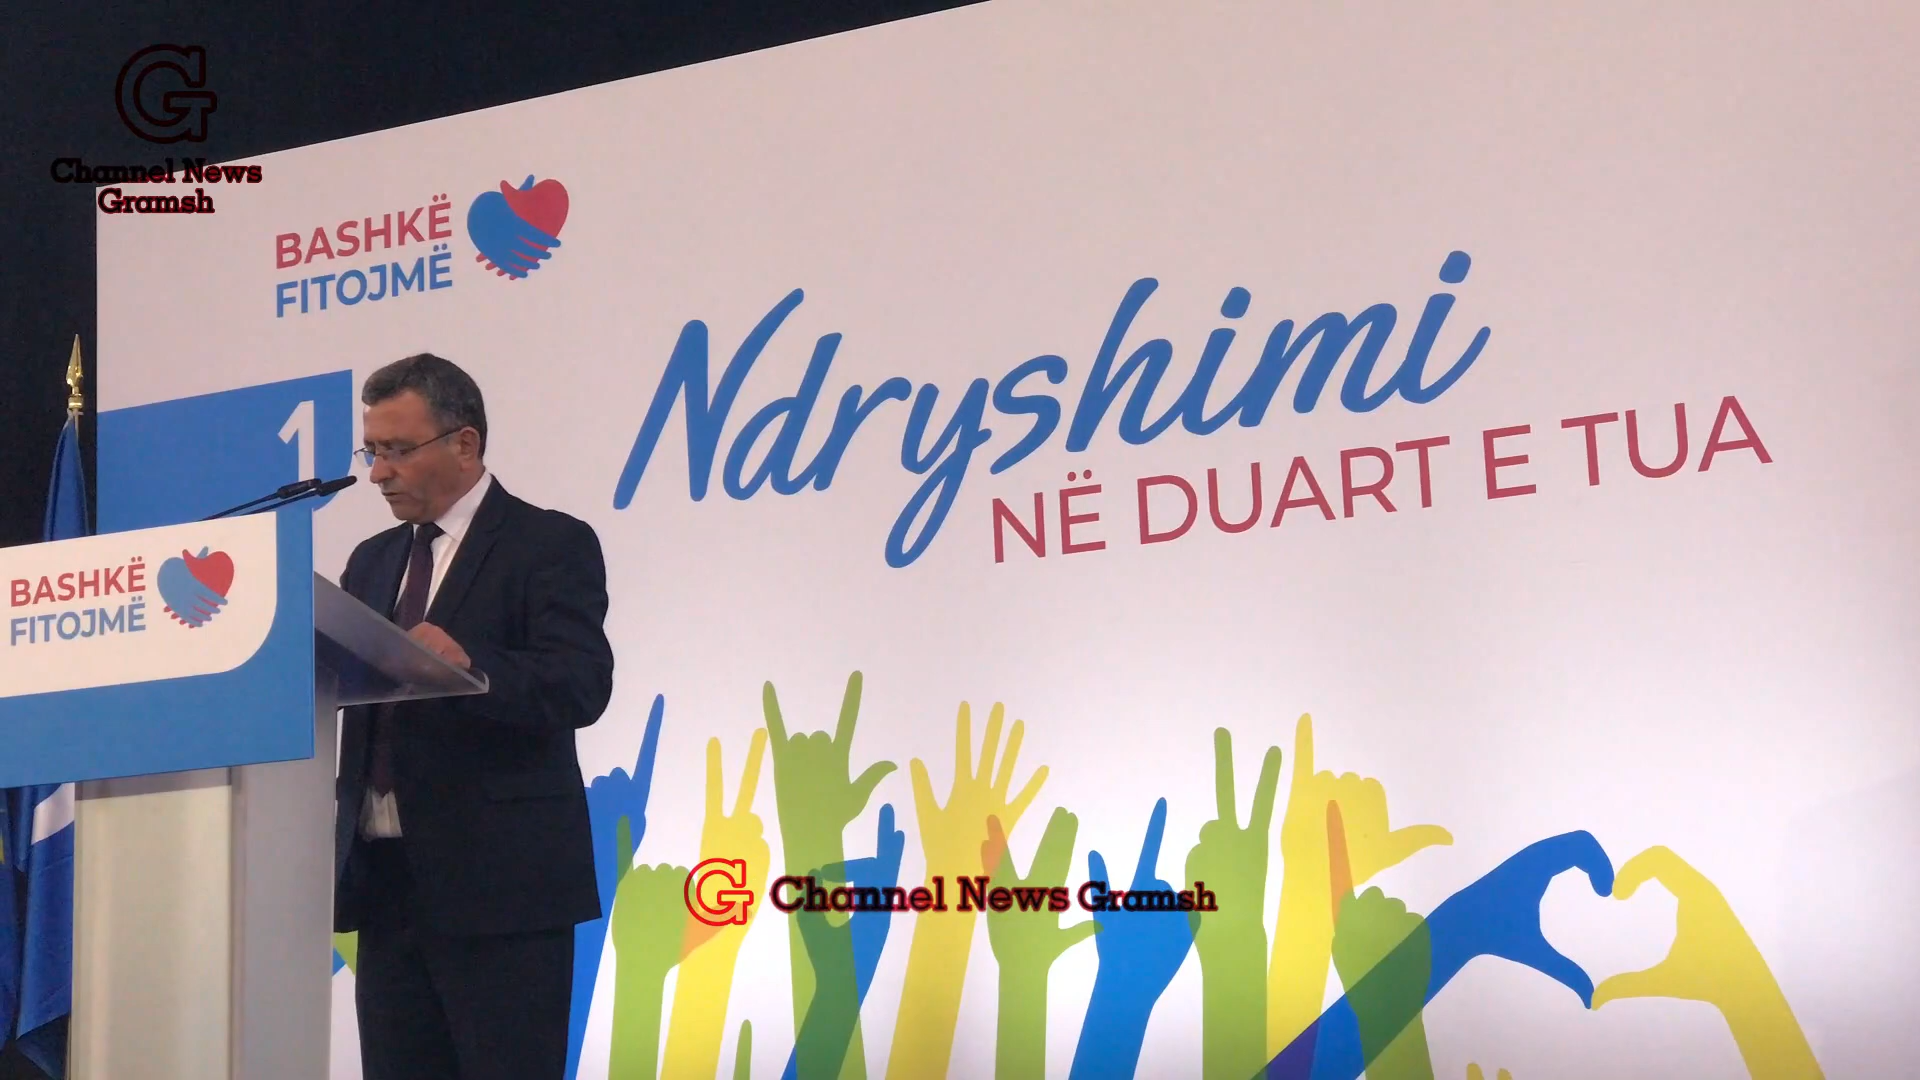 G
Channel News
Gramsh
BASHKË
FITOJMË
Ndryshimi
NË DUART E TUA
1
BASHKË
FITOJMË
G Channel News Gramsh